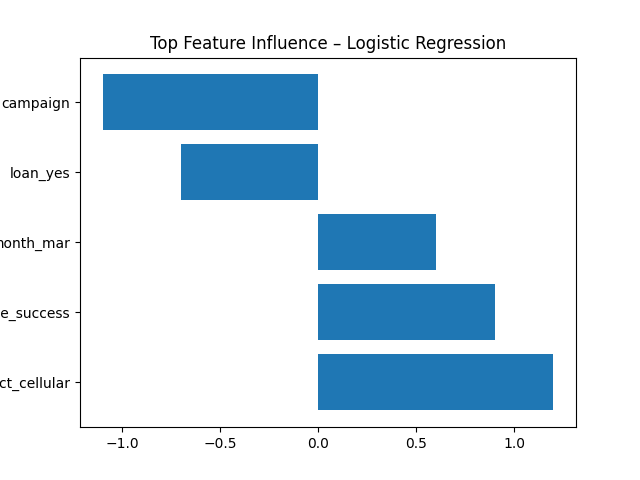 Top Feature Influence – Logistic Regression
campaign
loan_yes
onth_mar
e_success
ct_cellular
−1.0 −0.5 0.0 0.5 1.0